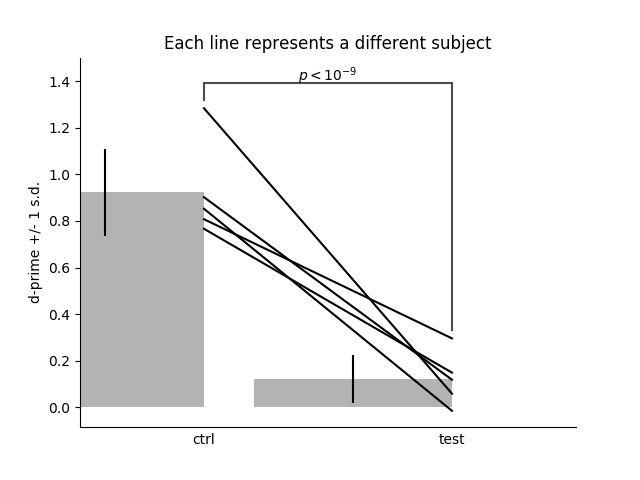 Each line represents a different subject
p < 10⁻⁹
d-prime +/- 1 s.d.
1.4
1.2
1.0
0.8
0.6
0.4
0.2
0.0
ctrl
test